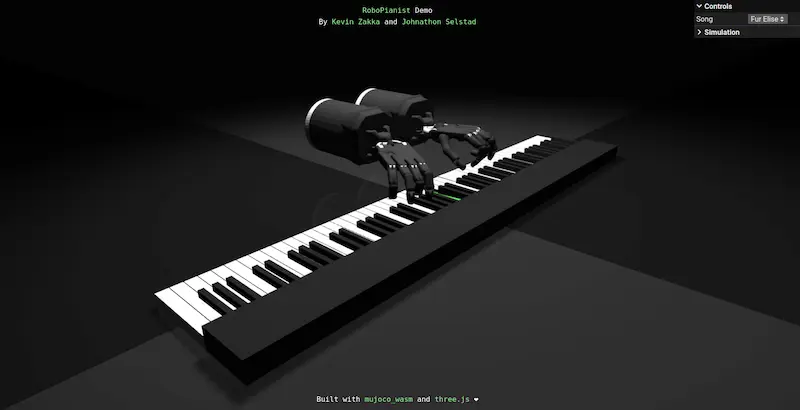 RoboPianist Demo
By Kevin Zakka and Johnathon Selstad
Controls
Song Fur Elise
Simulation
Built with mujoco_wasm and three.js ❤